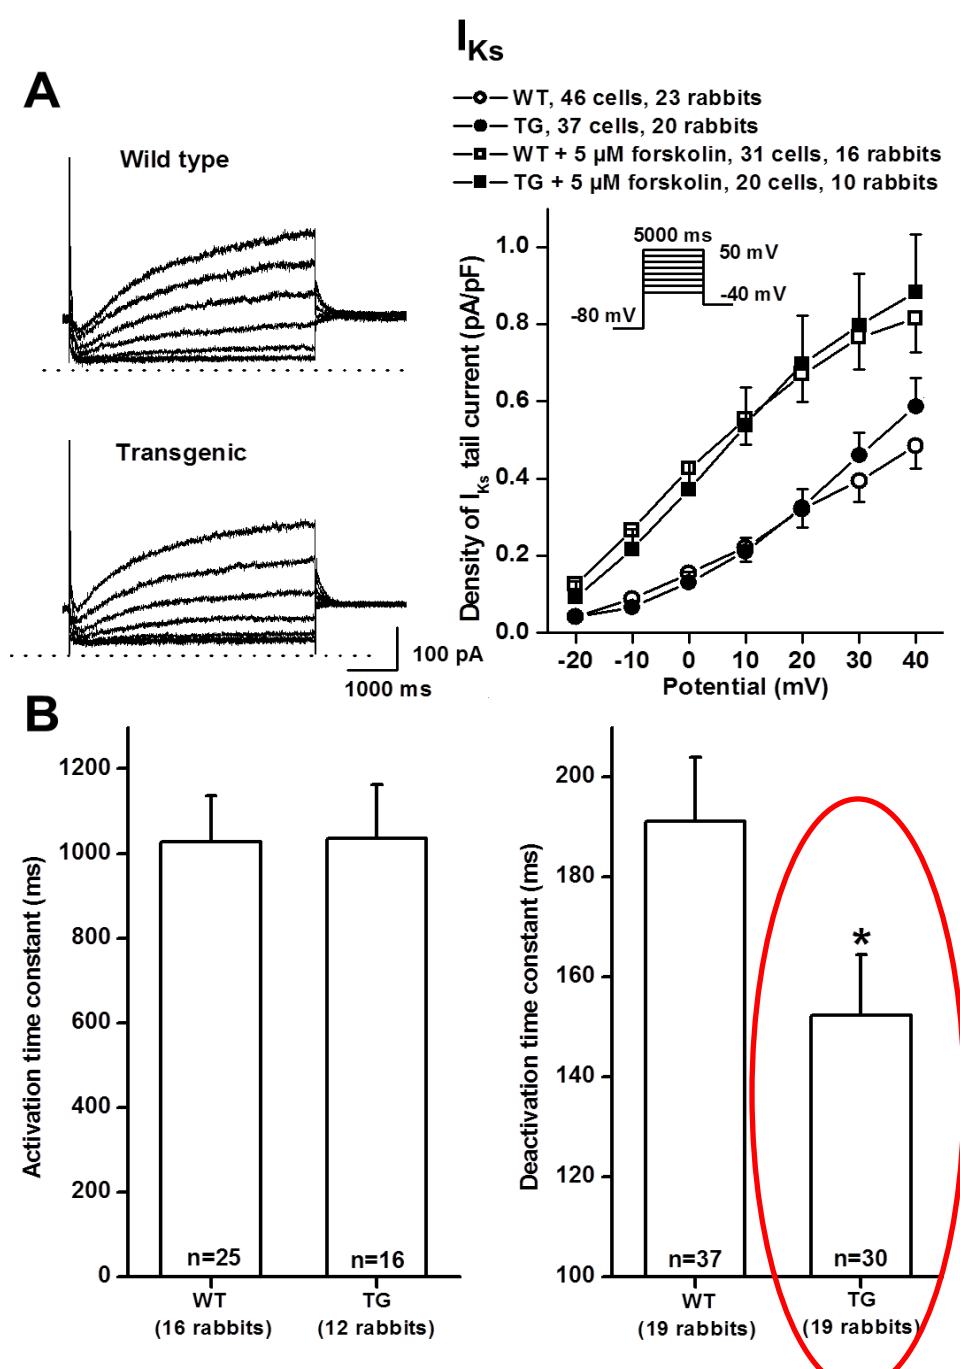 I_Ks
A
WT, 46 cells, 23 rabbits
TG, 37 cells, 20 rabbits
WT + 5 µM forskolin, 31 cells, 16 rabbits
TG + 5 µM forskolin, 20 cells, 10 rabbits
Wild type
Transgenic
100 pA
1000 ms
Density of I_Ks tail current (pA/pF)
1.0
0.8
0.6
0.4
0.2
0.0
5000 ms
50 mV
-40 mV
-80 mV
-20 -10 0 10 20 30 40
Potential (mV)
B
Activation time constant (ms)
1200
1000
800
600
400
200
0
n=25 n=16
WT TG
(16 rabbits) (12 rabbits)
Deactivation time constant (ms)
200
180
160
140
120
100
*
n=37 n=30
WT TG
(19 rabbits) (19 rabbits)